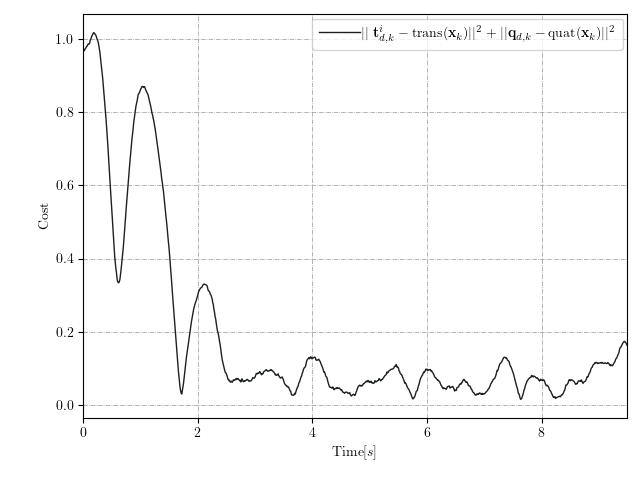 || t^i_{d,k} − trans(x_k)||^2 + ||q_{d,k} − quat(x_k)||^2
1.0
0.8
0.6
0.4
0.2
0.0
Cost
0 2 4 6 8
Time[s]